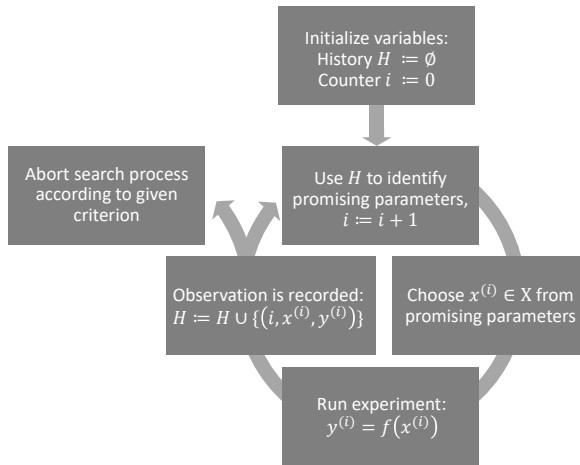 Initialize variables:
History 𝐻 ≔ ∅
Counter 𝑖 ≔ 0
Abort search process
according to given
criterion
Use 𝐻 to identify
promising parameters,
𝑖 ≔ 𝑖 + 1
Observation is recorded:
𝐻 ≔ 𝐻 ∪ {(𝑖, 𝑥⁽ⁱ⁾, 𝑦⁽ⁱ⁾)}
Choose 𝑥⁽ⁱ⁾ ∈ X from
promising parameters
Run experiment:
𝑦⁽ⁱ⁾ = 𝑓(𝑥⁽ⁱ⁾)